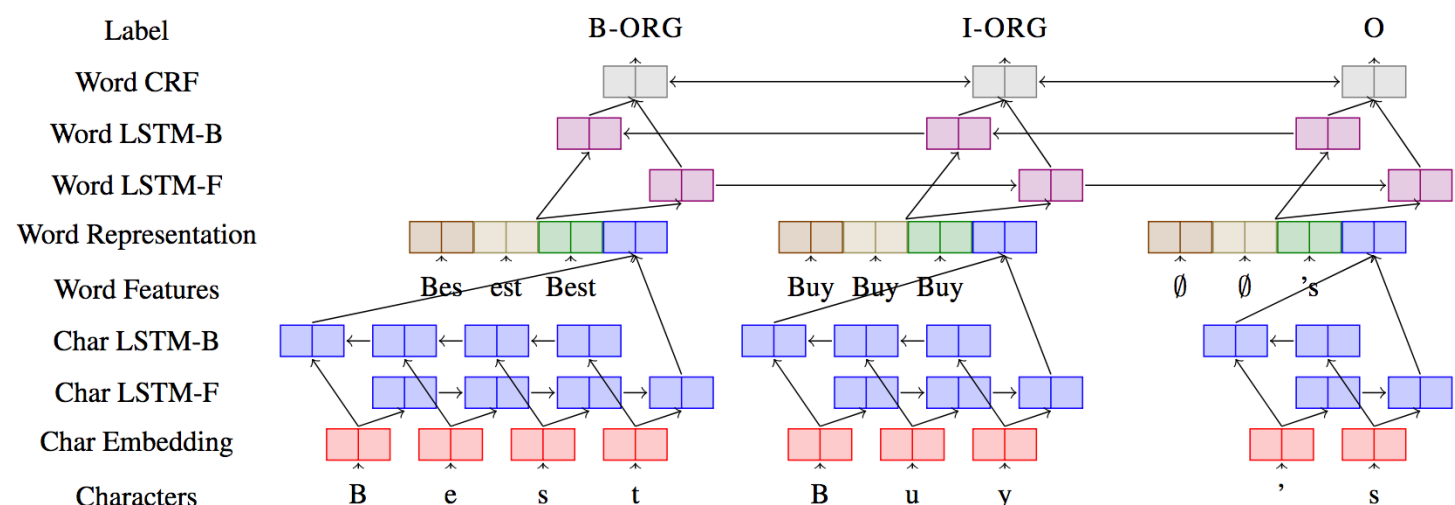 Label B-ORG I-ORG O
Word CRF
Word LSTM-B
Word LSTM-F
Word Representation
Word Features Bes est Best Buy Buy Buy ∅ ∅ ’s
Char LSTM-B
Char LSTM-F
Char Embedding
Characters B e s t B u y ’ s